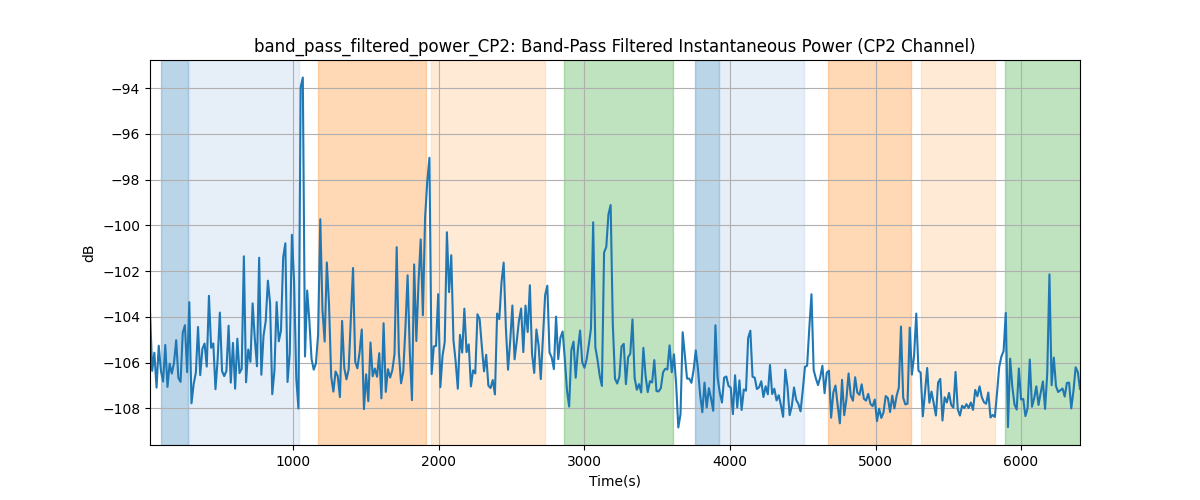 band_pass_filtered_power_CP2: Band-Pass Filtered Instantaneous Power (CP2 Channel)
dB
−94
−96
−98
−100
−102
−104
−106
−108
1000 2000 3000 4000 5000 6000
Time(s)